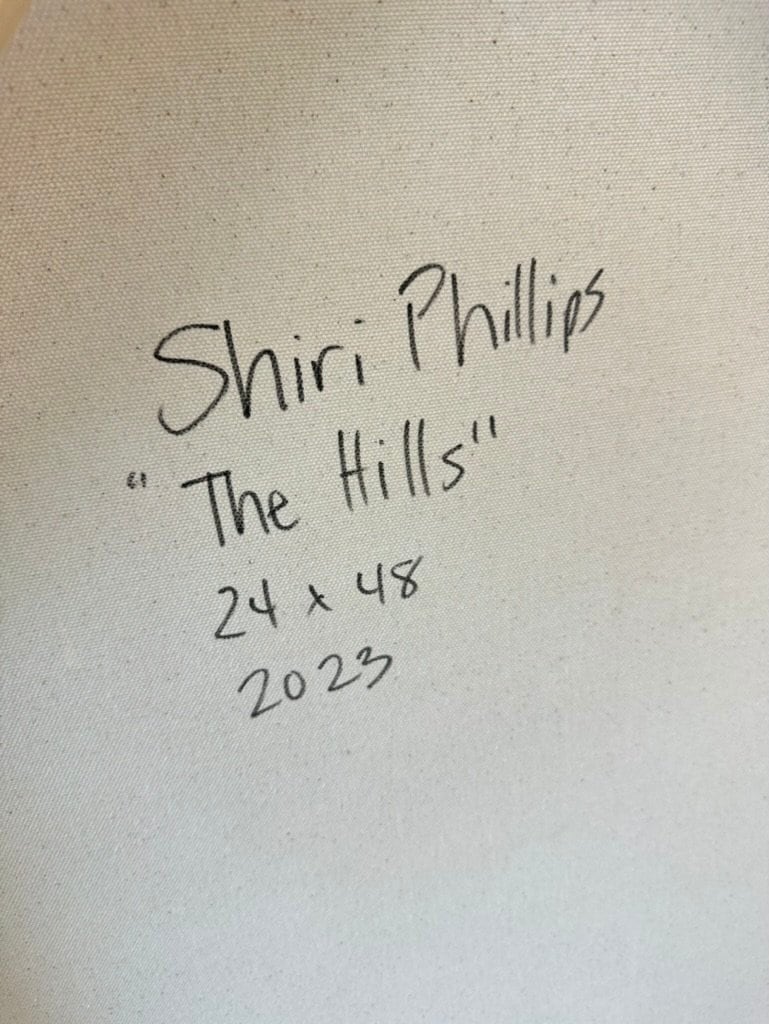 Shiri Phillips
"The Hills"
24 x 48
2023